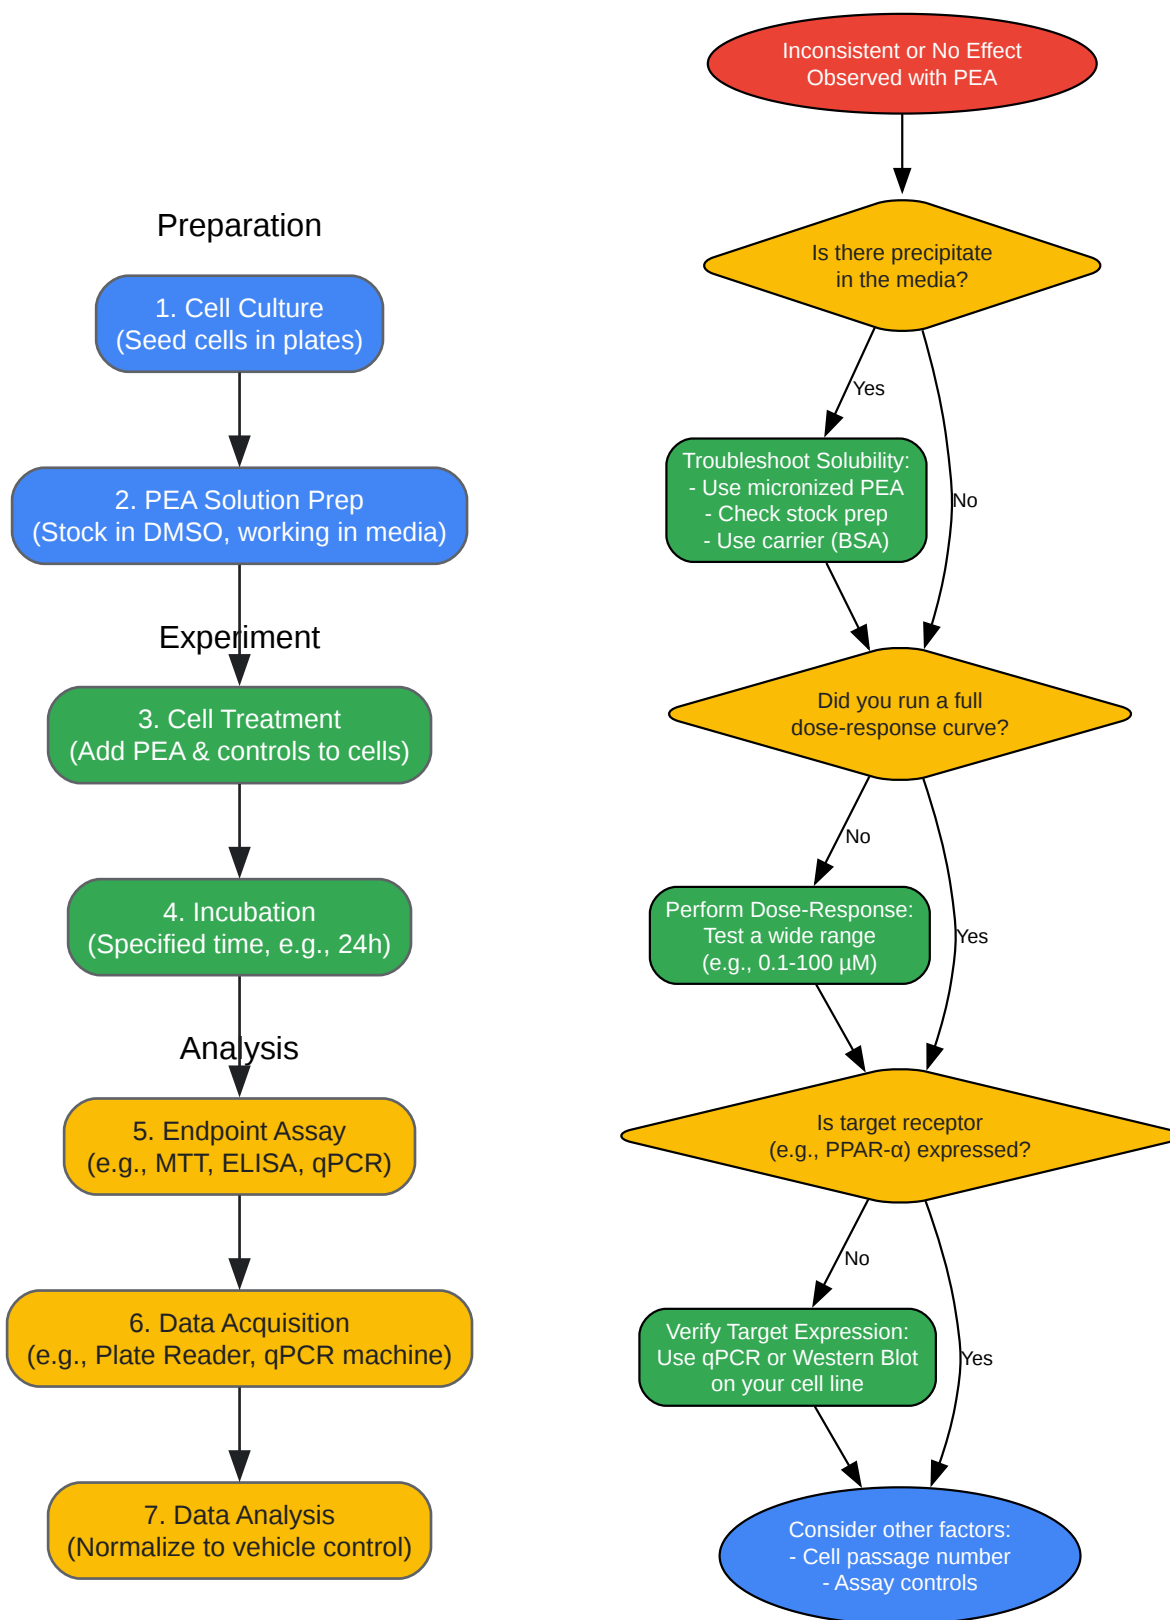 Preparation
1. Cell Culture
(Seed cells in plates)
2. PEA Solution Prep
(Stock in DMSO, working in media)
Experiment
3. Cell Treatment
(Add PEA & controls to cells)
4. Incubation
(Specified time, e.g., 24h)
Analysis
5. Endpoint Assay
(e.g., MTT, ELISA, qPCR)
6. Data Acquisition
(e.g., Plate Reader, qPCR machine)
7. Data Analysis
(Normalize to vehicle control)
Inconsistent or No Effect
Observed with PEA
Is there precipitate
in the media?
Yes
No
Troubleshoot Solubility:
- Use micronized PEA
- Check stock prep
- Use carrier (BSA)
Did you run a full
dose-response curve?
No
Yes
Perform Dose-Response:
Test a wide range
(e.g., 0.1-100 µM)
Is target receptor
(e.g., PPAR-α) expressed?
No
Yes
Verify Target Expression:
Use qPCR or Western Blot
on your cell line
Consider other factors:
- Cell passage number
- Assay controls